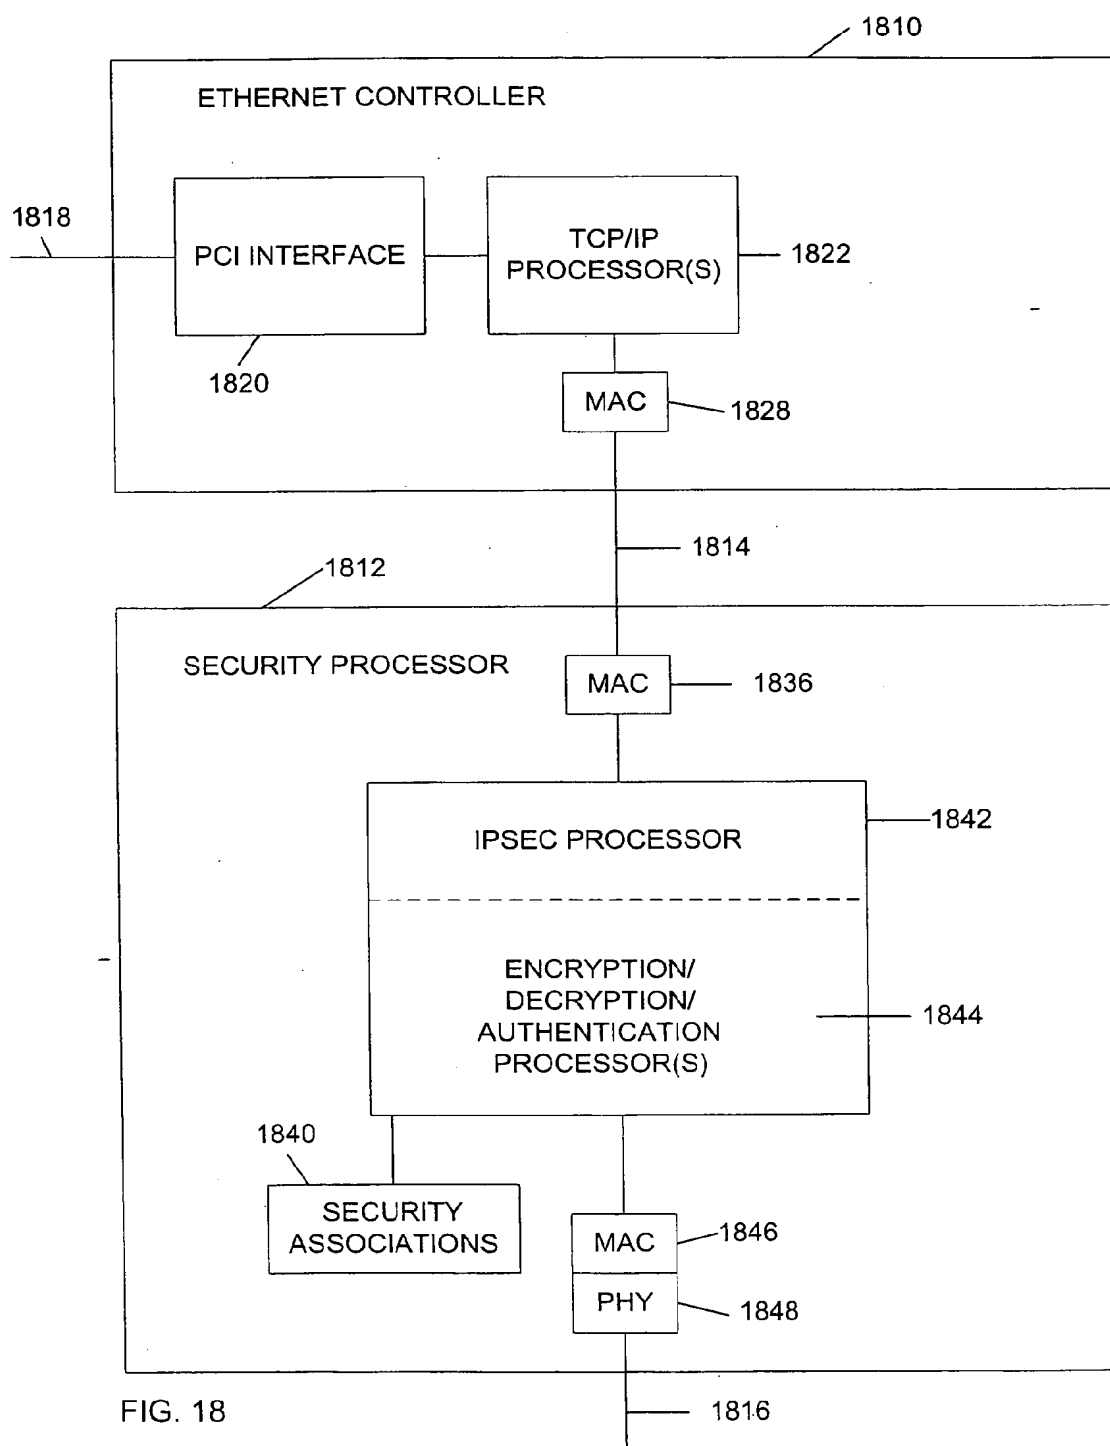 1810
ETHERNET CONTROLLER
1818
PCI INTERFACE
TCP/IP
PROCESSOR(S)
1822
1820
MAC
1828
1814
1812
SECURITY PROCESSOR
MAC
1836
IPSEC PROCESSOR
1842
ENCRYPTION/
DECRYPTION/
AUTHENTICATION
PROCESSOR(S)
1844
1840
SECURITY
ASSOCIATIONS
MAC
1846
PHY
1848
FIG. 18
1816